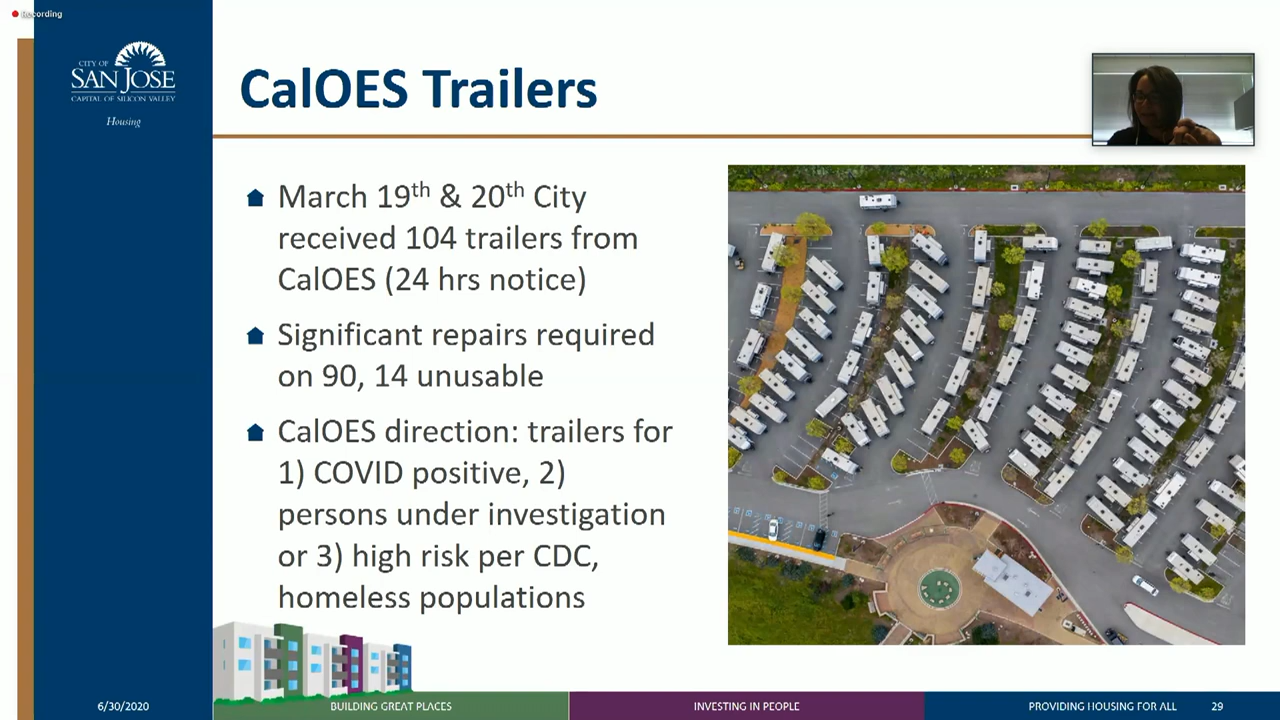 Recording
CITY OF
SAN JOSE
CAPITAL OF SILICON VALLEY
Housing
CalOES Trailers
March 19th & 20th City
received 104 trailers from
CalOES (24 hrs notice)
Significant repairs required
on 90, 14 unusable
CalOES direction: trailers for
1) COVID positive, 2)
persons under investigation
or 3) high risk per CDC,
homeless populations
6/30/2020
BUILDING GREAT PLACES
INVESTING IN PEOPLE
PROVIDING HOUSING FOR ALL
29